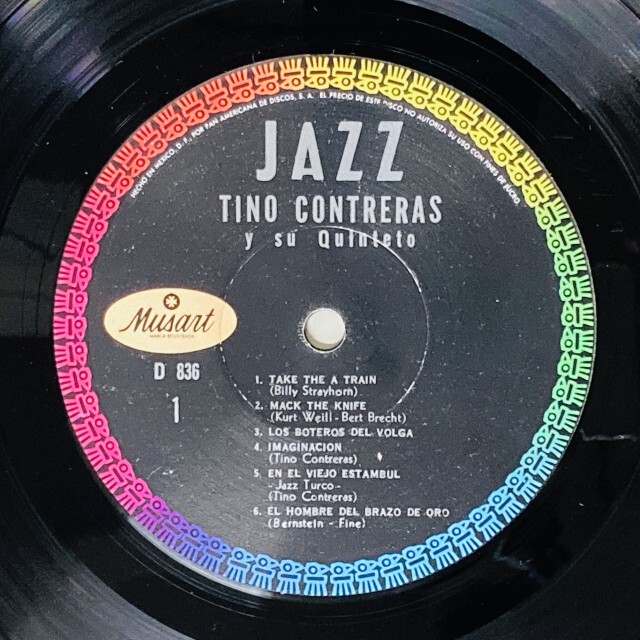 HECHO EN MEXICO, D. F., POR PAN AMERICANA DE DISCOS, S. A. EL PRECIO DE ESTE DISCO NO AUTORIZA SU USO CON FINES DE LUCRO
JAZZ
TINO CONTRERAS
y su Quinteto
Musart
MARCA REGISTRADA
D 836
1
1. TAKE THE A TRAIN
(Billy Strayhorn)
2. MACK THE KNIFE
(Kurt Weill - Bert Brecht)
3. LOS BOTEROS DEL VOLGA
4. IMAGINACION
(Tino Contreras)
5. EN EL VIEJO ESTAMBUL
-Jazz Turco-
(Tino Contreras)
6. EL HOMBRE DEL BRAZO DE ORO
(Bernstein - Fine)